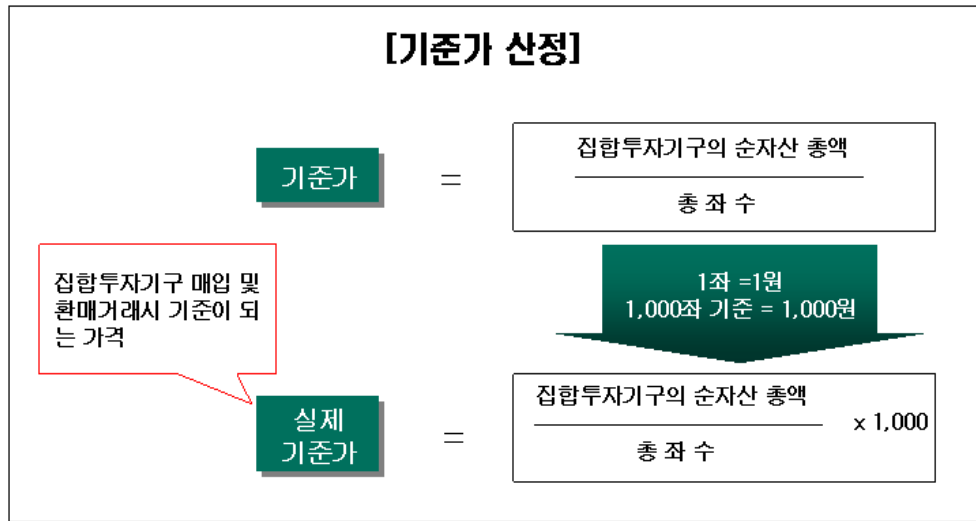 [기준가 산정]
기준가
=
집합투자기구의 순자산 총액
총 좌 수
집합투자기구 매입 및
환매거래시 기준이 되
는 가격
1좌 =1원
1,000좌 기준 = 1,000원
실제
기준가
=
집합투자기구의 순자산 총액
총 좌 수
x 1,000